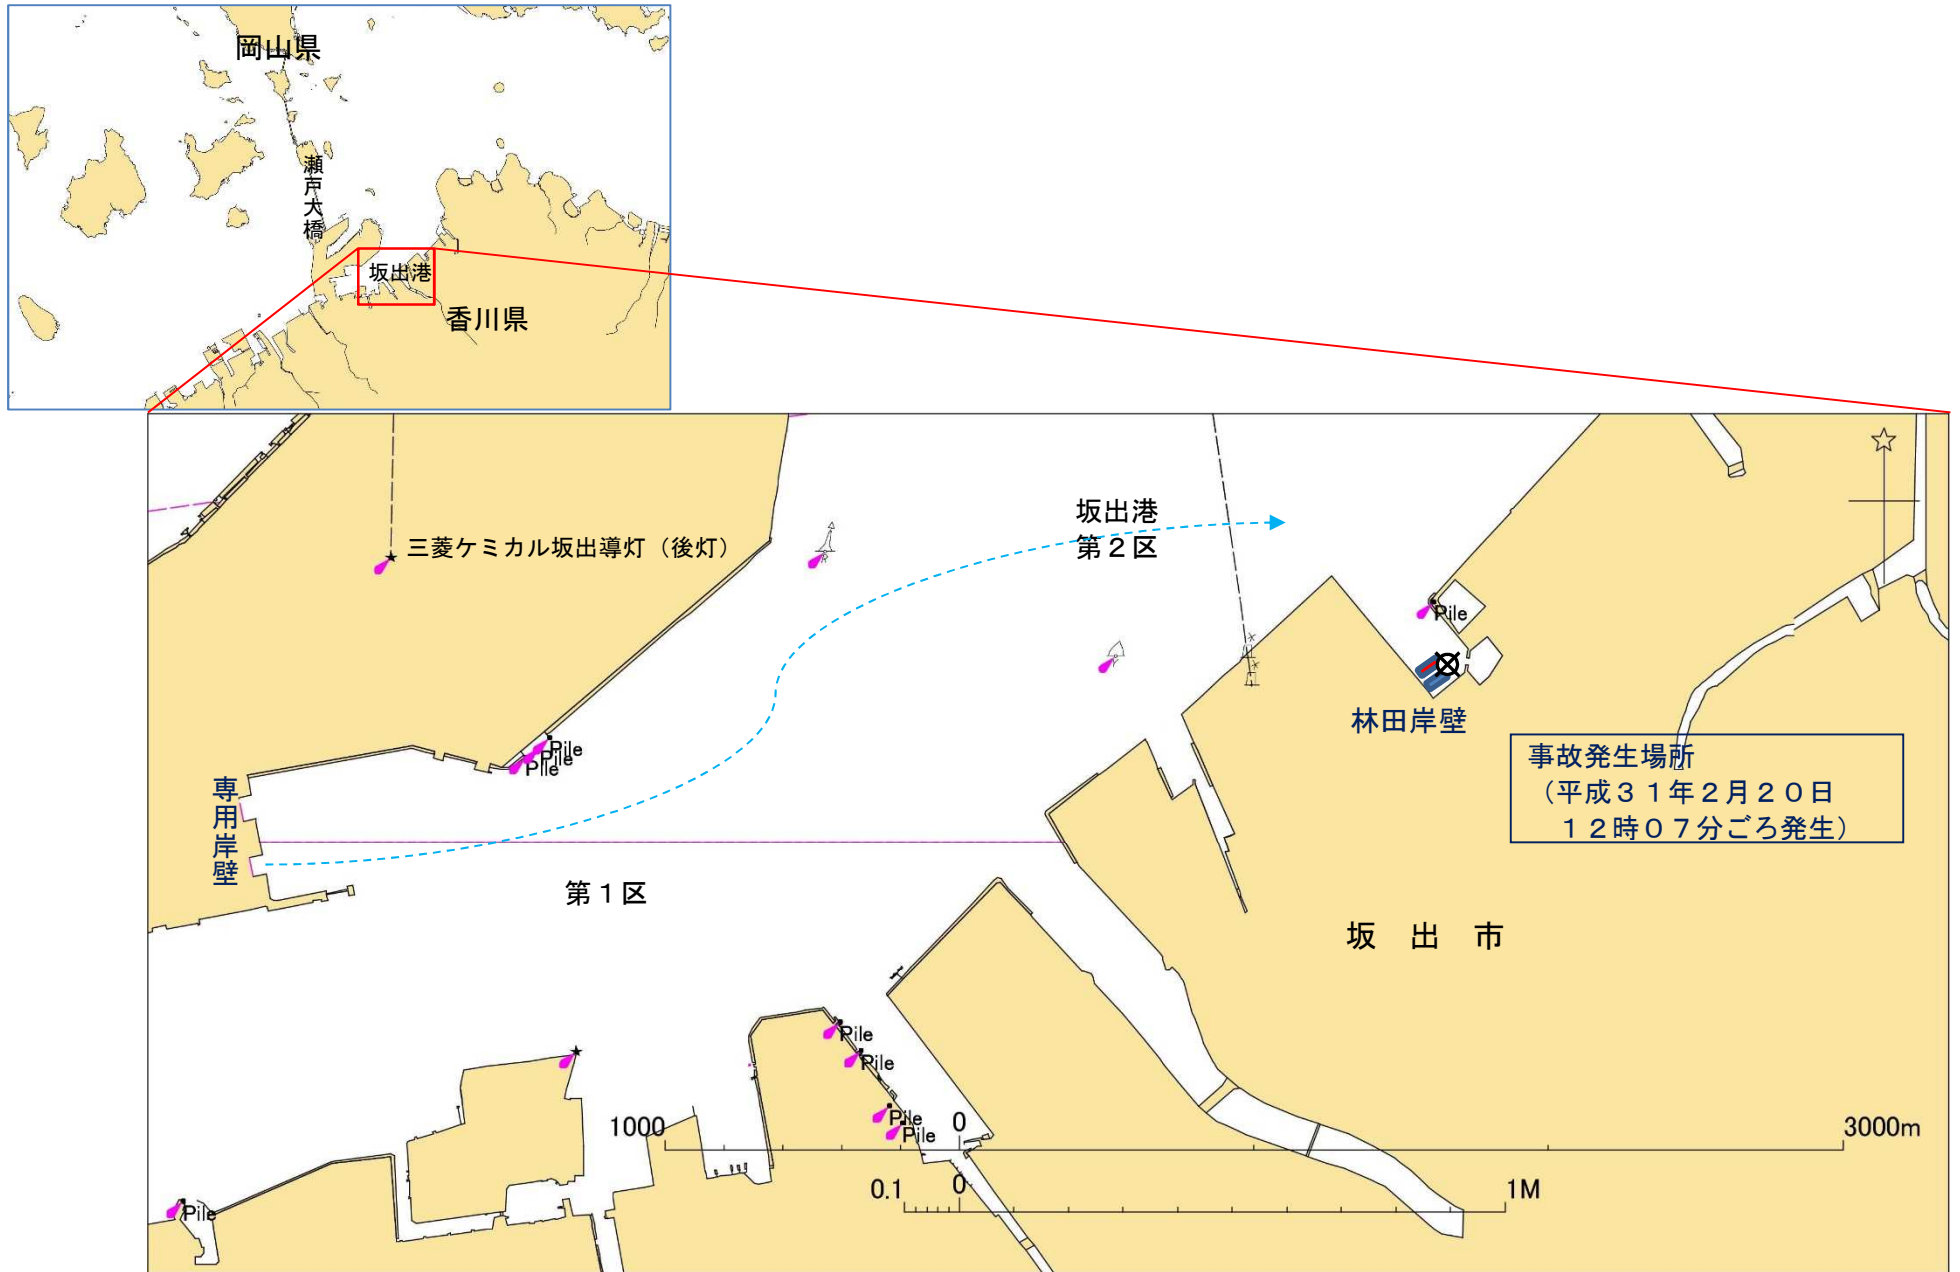 岡山県
瀬戸大橋
坂出港
香川県
坂出港
第２区
三菱ケミカル坂出導灯（後灯）
Pile
林田岸壁
事故発生場所
（平成３１年２月２０日
１２時０７分ごろ発生）
Pile
Pile
Pile
専用岸壁
第１区
坂　出　市
Pile
Pile
Pile
Pile
1000
0
3000m
0.1
0
1M
Pile